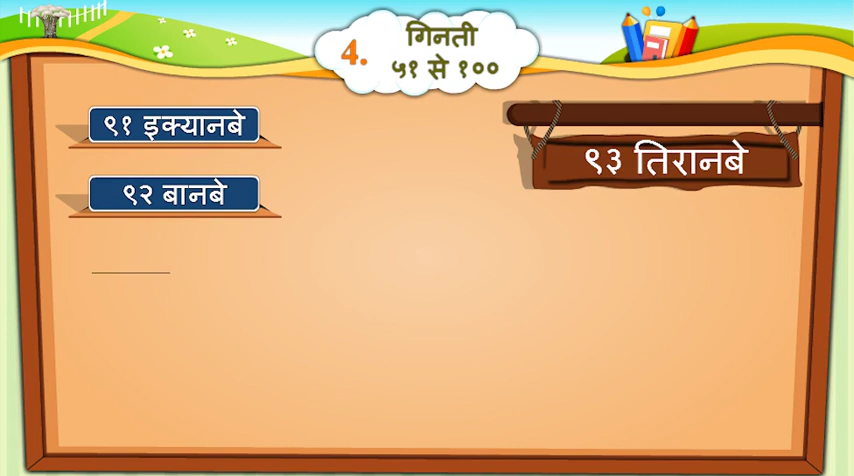 4.
गिनती
५१ से १००
९१ इक्यानबे
९२ बानबे
९३ तिरानबे